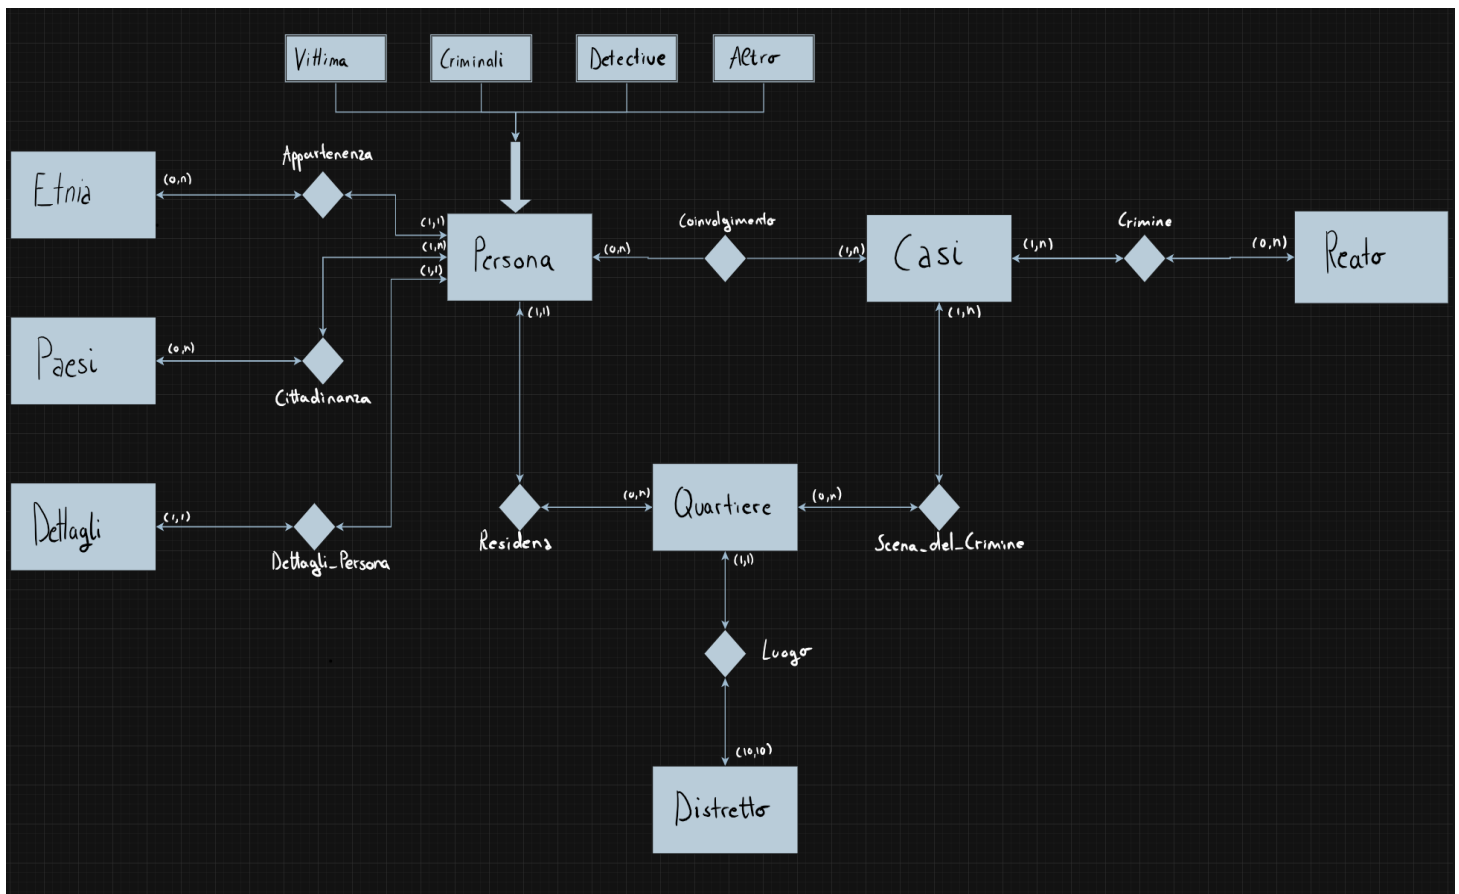 Vittima
Criminali
Detective
Altro
Etnia
(0,n)
Appartenenza
(1,1)
(1,n)
(1,1)
Persona
(0,n)
Coinvolgimento
(1,n)
Casi
(1,n)
Crimine
(0,n)
Reato
Paesi
(0,n)
Cittadinanza
(1,1)
(1,n)
Dettagli
(1,1)
Dettagli_Persona
Residenz
(0,n)
Quartiere
(0,n)
Scena_del_Crimine
(1,1)
Luogo
(10,10)
Distretto